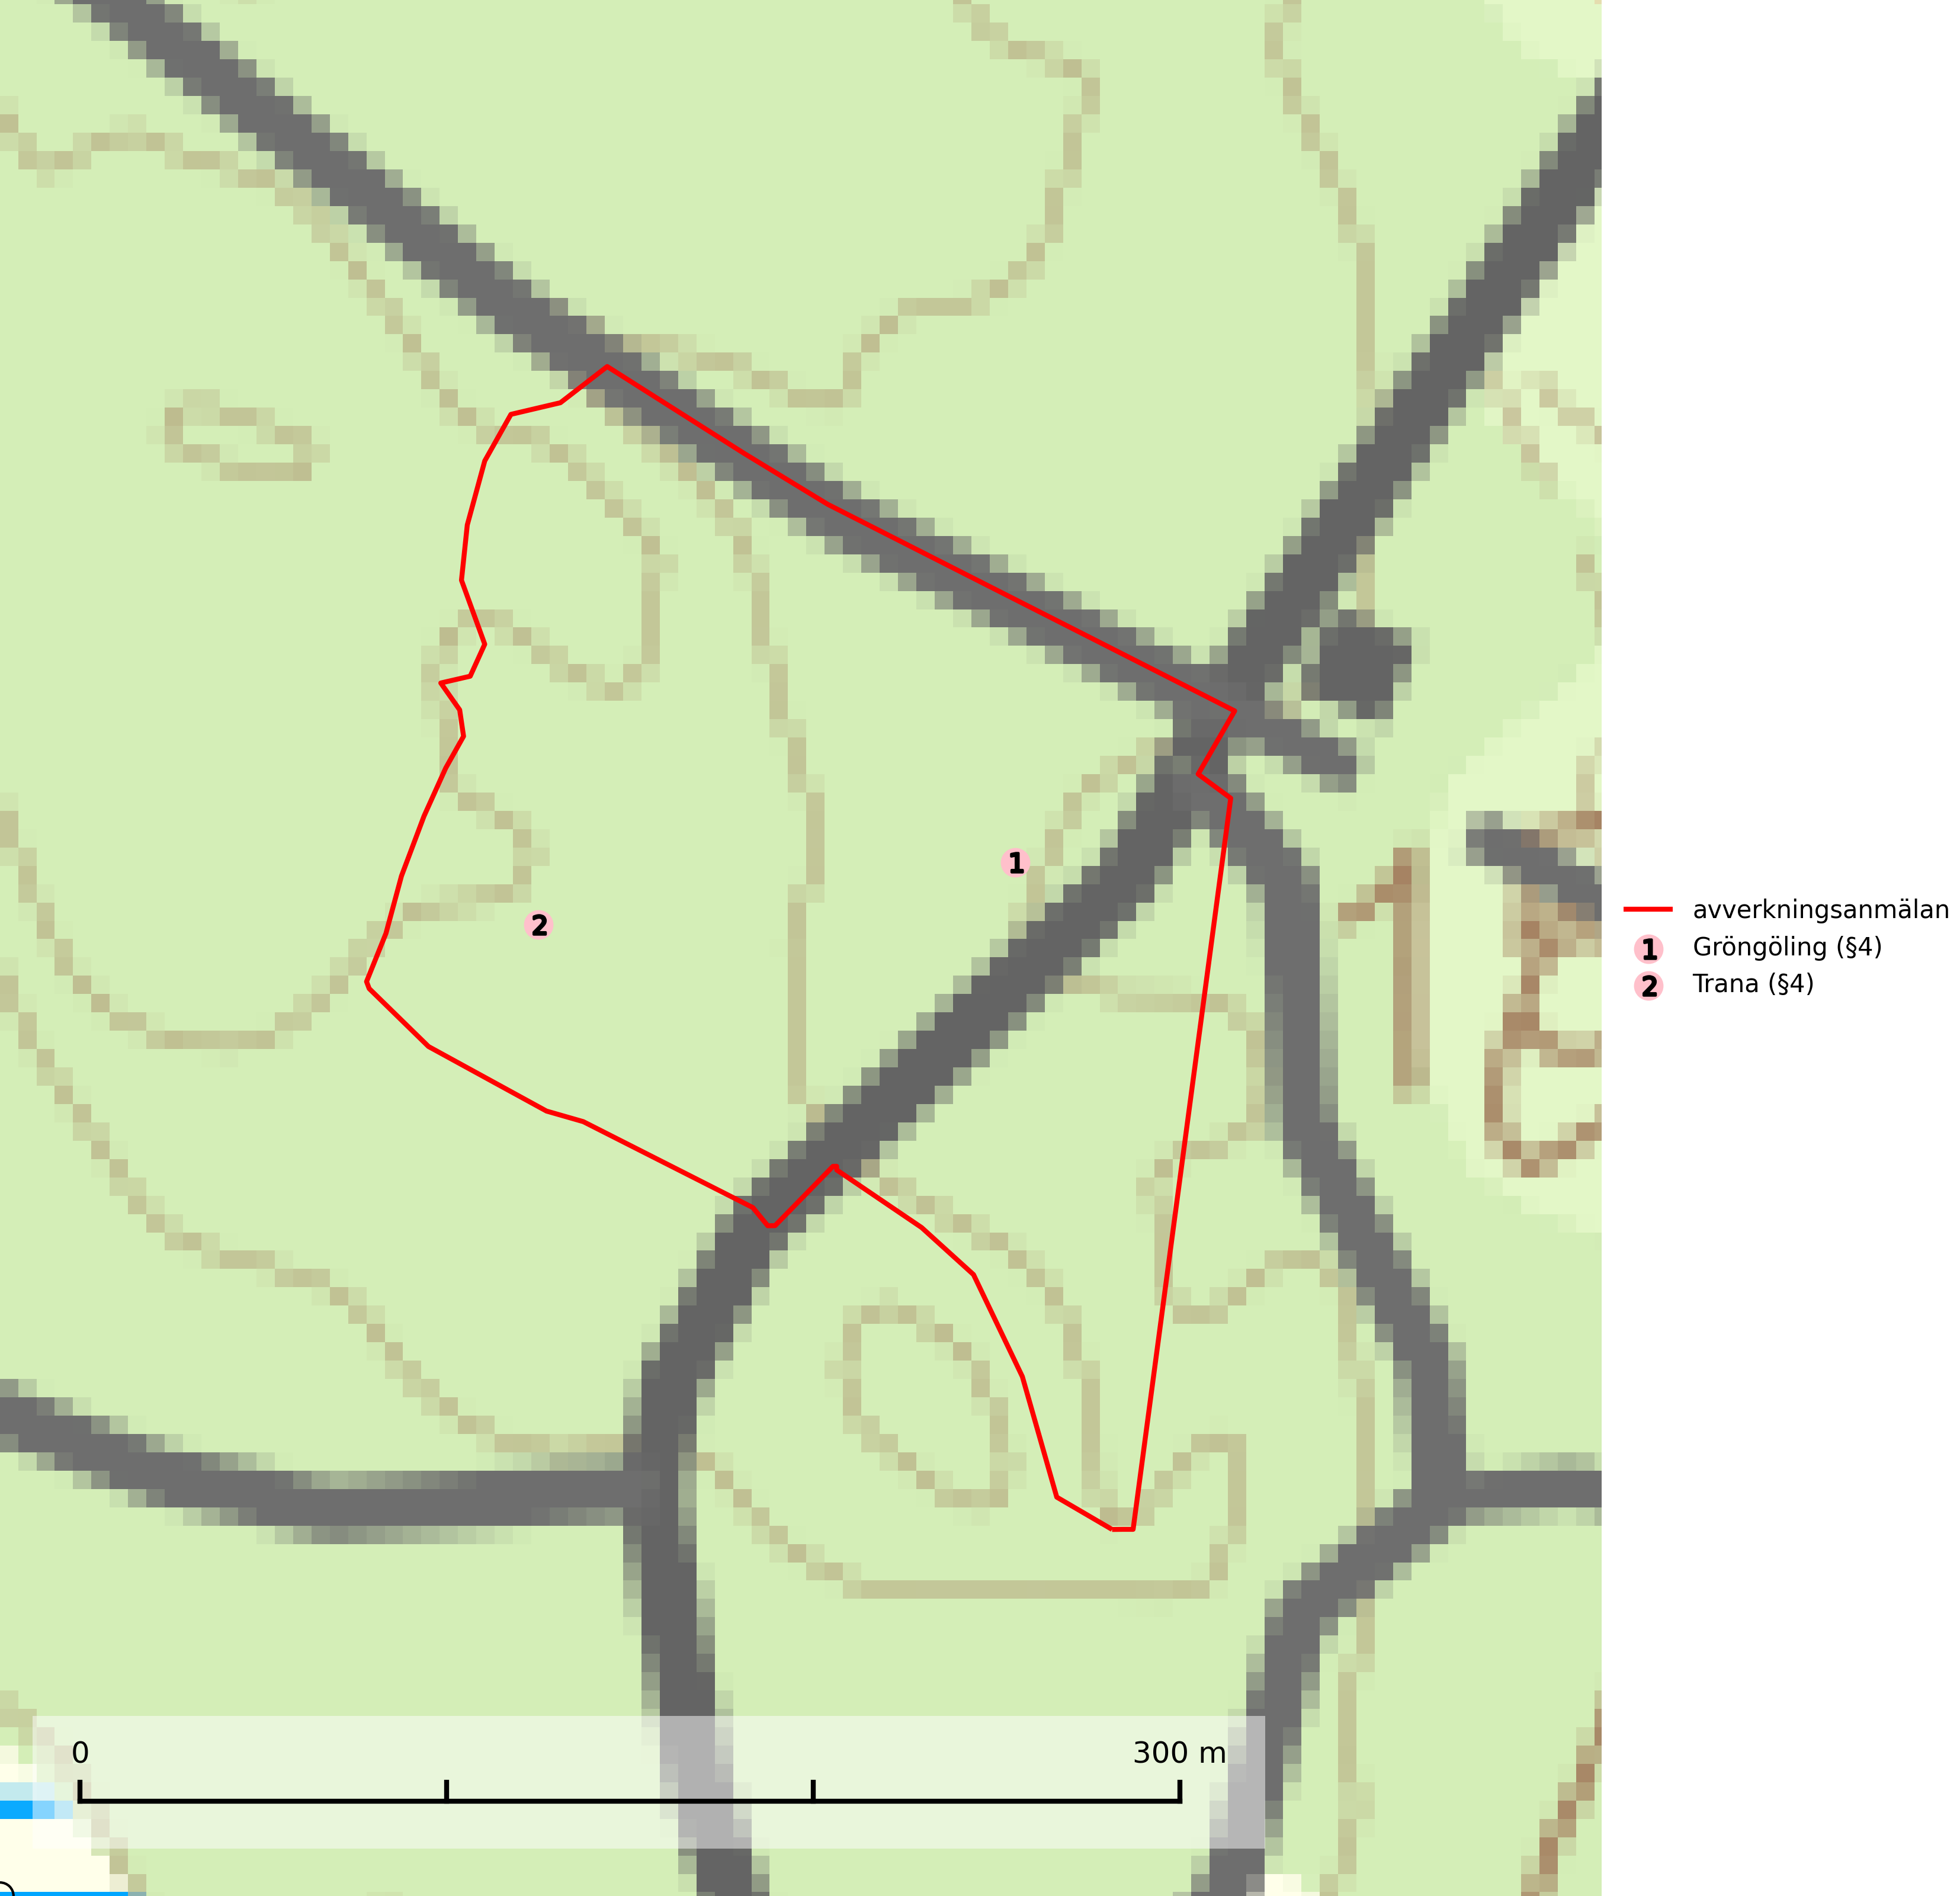 1
2
avverkningsanmälan
1 Gröngöling (§4)
2 Trana (§4)
0 300 m